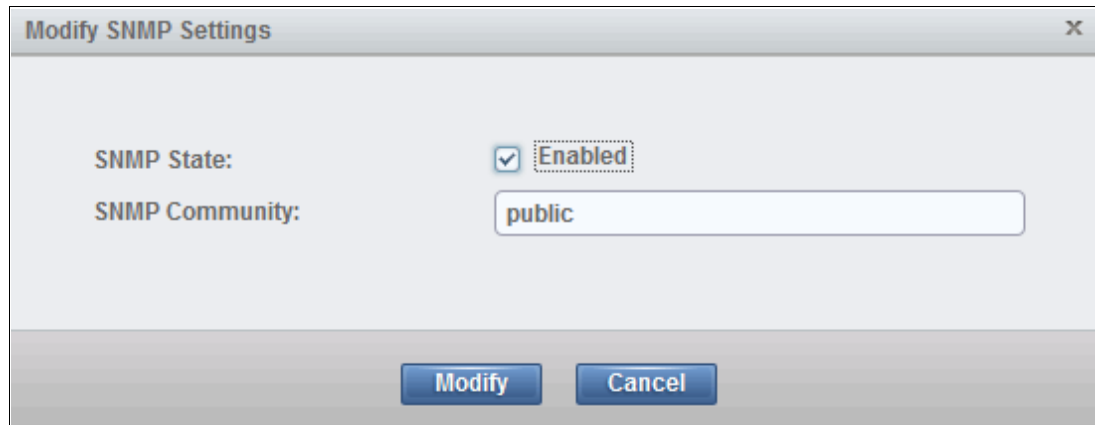 Modify SNMP Settings x
SNMP State: Enabled
SNMP Community: public
Modify Cancel